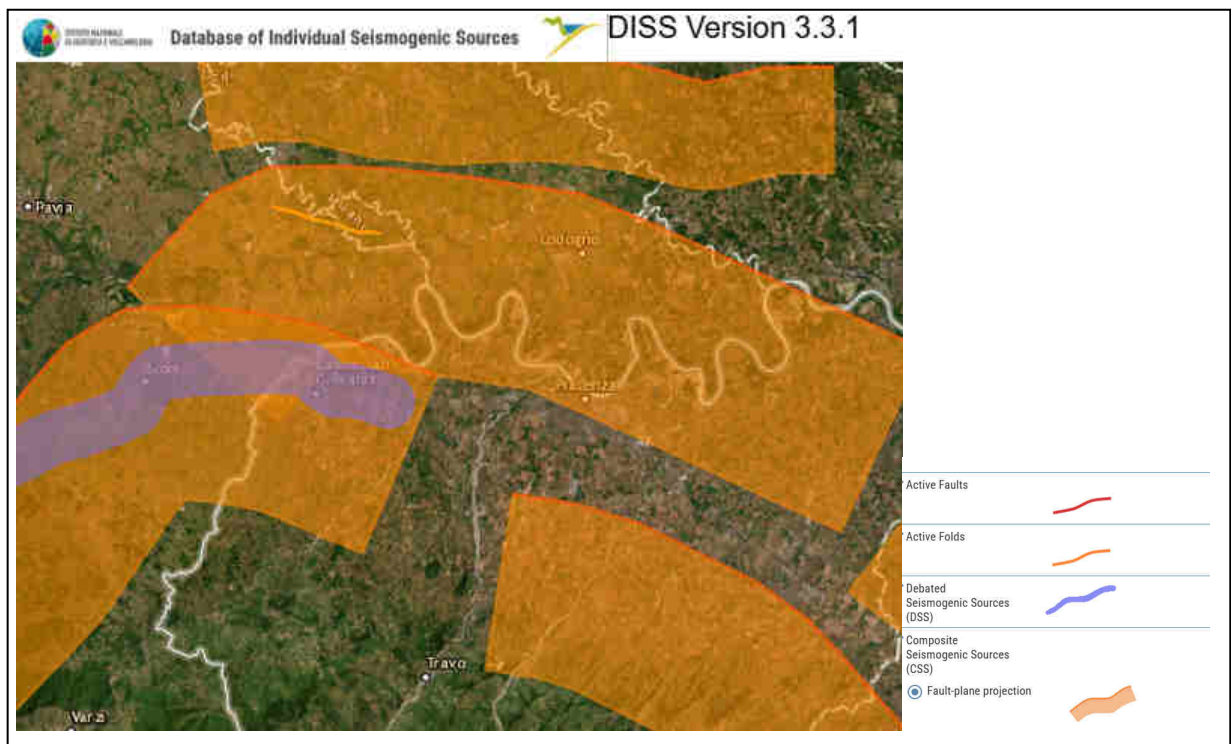 ISTITUTO NAZIONALE
DI GEOFISICA E VULCANOLOGIA
Database of Individual Seismogenic Sources
DISS Version 3.3.1
Pavia
Codogno
Piacenza
Travo
Varzi
Active Faults
Active Folds
Debated
Seismogenic Sources
(DSS)
Composite
Seismogenic Sources
(CSS)
Fault-plane projection